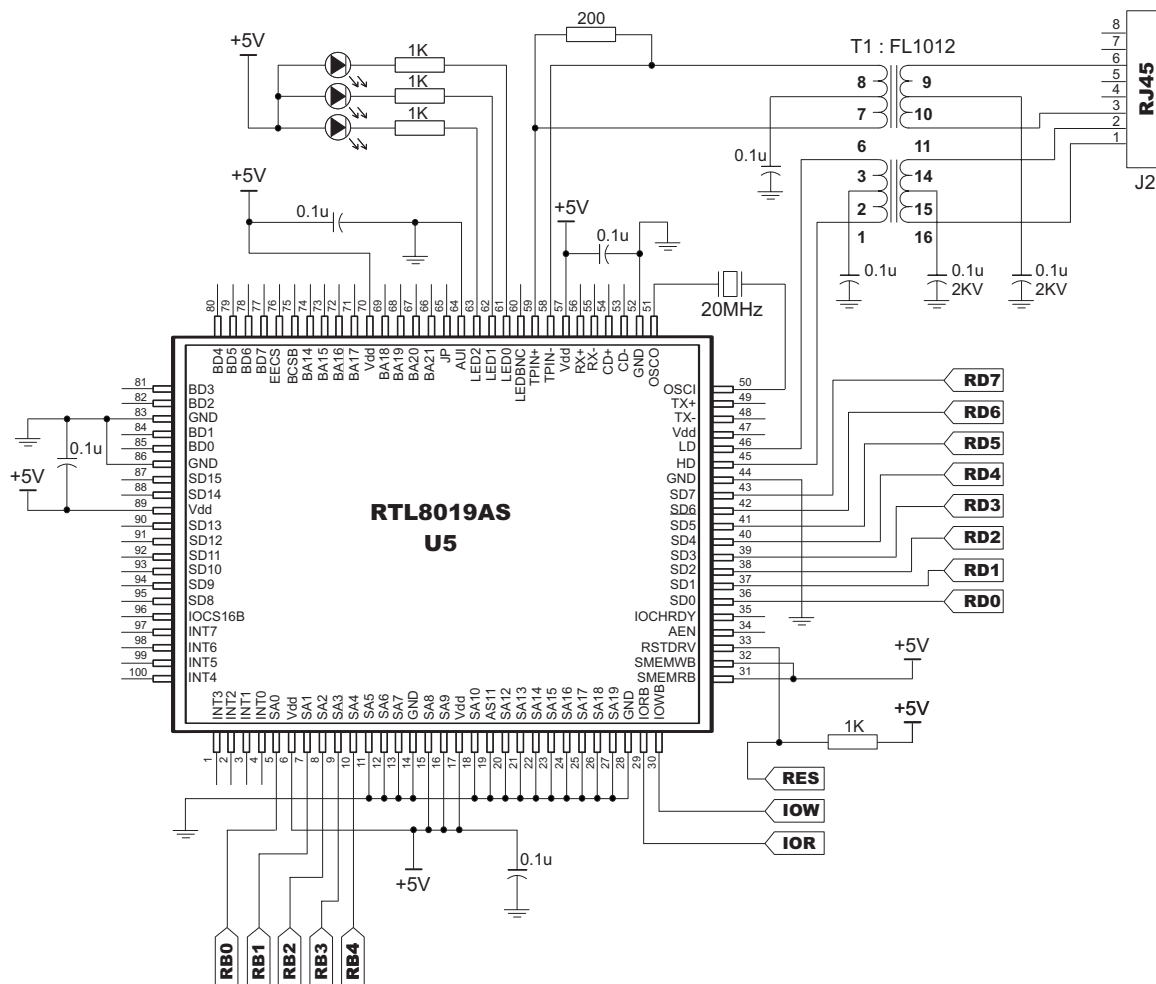 200
T1 : FL1012
+5V
1K
1K
1K
8
7
9
10
6
3
2
1
11
14
15
16
0.1u
8
7
6
5
4
3
2
1
RJ45
J2
+5V
0.1u
+5V
0.1u
0.1u
0.1u
2KV
0.1u
2KV
20MHz
80 79 78 77 76 75 74 73 72 71 70 69 68 67 66 65 64 63 62 61 60 59 58 57 56 55 54 53 52 51
BD4 BD5 BD6 BD7 EECS BCSB BA14 BA15 BA16 BA17 Vdd BA18 BA19 BA20 BA21 JP AUI LED2 LED1 LED0 LEDBNC TPIN+ TPIN- Vdd RX+ RX- CD+ CD- GND OSCO
81 BD3
82 BD2
83 GND
84 BD1
85 BD0
86 GND
87 SD15
88 SD14
89 Vdd
90 SD13
91 SD12
92 SD11
93 SD10
94 SD9
95 SD8
96 IOCS16B
97 INT7
98 INT6
99 INT5
100 INT4
0.1u
+5V
RTL8019AS
U5
OSCI 50
TX+ 49
TX- 48
Vdd 47
LD 46
HD 45
GND 44
SD7 43
SD6 42
SD5 41
SD4 40
SD3 39
SD2 38
SD1 37
SD0 36
IOCHRDY 35
AEN 34
RSTDRV 33
SMEMWB 32
SMEMRB 31
RD7
RD6
RD5
RD4
RD3
RD2
RD1
RD0
+5V
+5V
1K
RES
IOW
IOR
INT3 INT2 INT1 INT0 SA0 Vdd SA1 SA2 SA3 SA4 SA5 SA6 SA7 GND SA8 SA9 Vdd SA10 AS11 SA12 SA13 SA14 SA15 SA16 SA17 SA18 SA19 GND IORB IOWB
1 2 3 4 5 6 7 8 9 10 11 12 13 14 15 16 17 18 19 20 21 22 23 24 25 26 27 28 29 30
+5V
0.1u
RB0 RB1 RB2 RB3 RB4